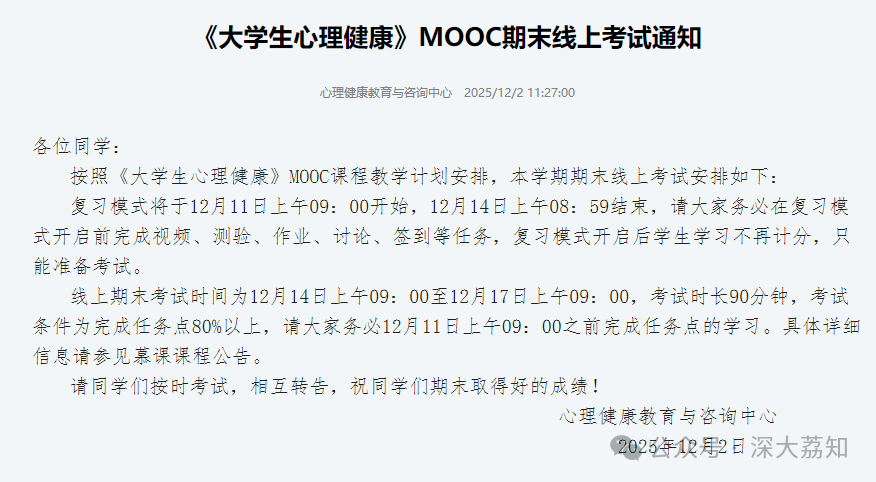 《大学生心理健康》MOOC期末线上考试通知
心理健康教育与咨询中心 2025/12/2 11:27:00
各位同学：
按照《大学生心理健康》MOOC课程教学计划安排，本学期期末线上考试安排如下：
复习模式将于12月11日上午09：00开始，12月14日上午08：59结束，请大家务必在复习模
式开启前完成视频、测验、作业、讨论、签到等任务，复习模式开启后学生学习不再计分，只
能准备考试。
线上期末考试时间为12月14日上午09：00至12月17日上午09：00，考试时长90分钟，考试
条件为完成任务点80%以上，请大家务必12月11日上午09：00之前完成任务点的学习。具体详细
信息请参见慕课课程公告。
请同学们按时考试，相互转告，祝同学们期末取得好的成绩！
心理健康教育与咨询中心
2025年12月2日
公众号·深大荔知